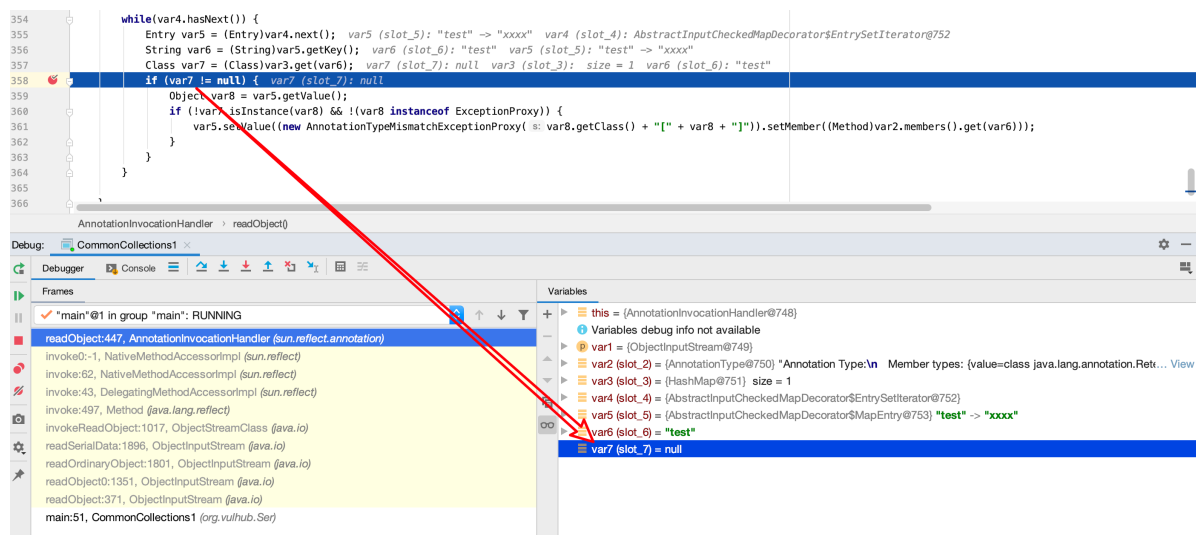 354 while(var4.hasNext()) {
355 Entry var5 = (Entry)var4.next(); var5 (slot_5): "test" -> "xxxx" var4 (slot_4): AbstractInputCheckedMapDecorator$EntrySetIterator@752
356 String var6 = (String)var5.getKey(); var6 (slot_6): "test" var5 (slot_5): "test" -> "xxxx"
357 Class var7 = (Class)var3.get(var6); var7 (slot_7): null var3 (slot_3): size = 1 var6 (slot_6): "test"
358 if (var7 != null) { var7 (slot_7): null
359 Object var8 = var5.getValue();
360 if (!var7.isInstance(var8) && !(var8 instanceof ExceptionProxy)) {
361 var5.setValue((new AnnotationTypeMismatchExceptionProxy( s: var8.getClass() + "[" + var8 + "]")).setMember((Method)var2.members().get(var6)));
362 }
363 }
364 }
365
366
AnnotationInvocationHandler › readObject()
Debug: CommonCollections1 ×
Debugger Console
Frames
Variables
"main"@1 in group "main": RUNNING
readObject:447, AnnotationInvocationHandler (sun.reflect.annotation)
invoke0:-1, NativeMethodAccessorImpl (sun.reflect)
invoke:62, NativeMethodAccessorImpl (sun.reflect)
invoke:43, DelegatingMethodAccessorImpl (sun.reflect)
invoke:497, Method (java.lang.reflect)
invokeReadObject:1017, ObjectStreamClass (java.io)
readSerialData:1896, ObjectInputStream (java.io)
readOrdinaryObject:1801, ObjectInputStream (java.io)
readObject0:1351, ObjectInputStream (java.io)
readObject:371, ObjectInputStream (java.io)
main:51, CommonCollections1 (org.vulhub.Ser)
this = {AnnotationInvocationHandler@748}
Variables debug info not available
var1 = {ObjectInputStream@749}
var2 (slot_2) = {AnnotationType@750} "Annotation Type:\n Member types: {value=class java.lang.annotation.Rete… View
var3 (slot_3) = {HashMap@751} size = 1
var4 (slot_4) = {AbstractInputCheckedMapDecorator$EntrySetIterator@752}
var5 (slot_5) = {AbstractInputCheckedMapDecorator$MapEntry@753} "test" -> "xxxx"
var6 (slot_6) = "test"
var7 (slot_7) = null